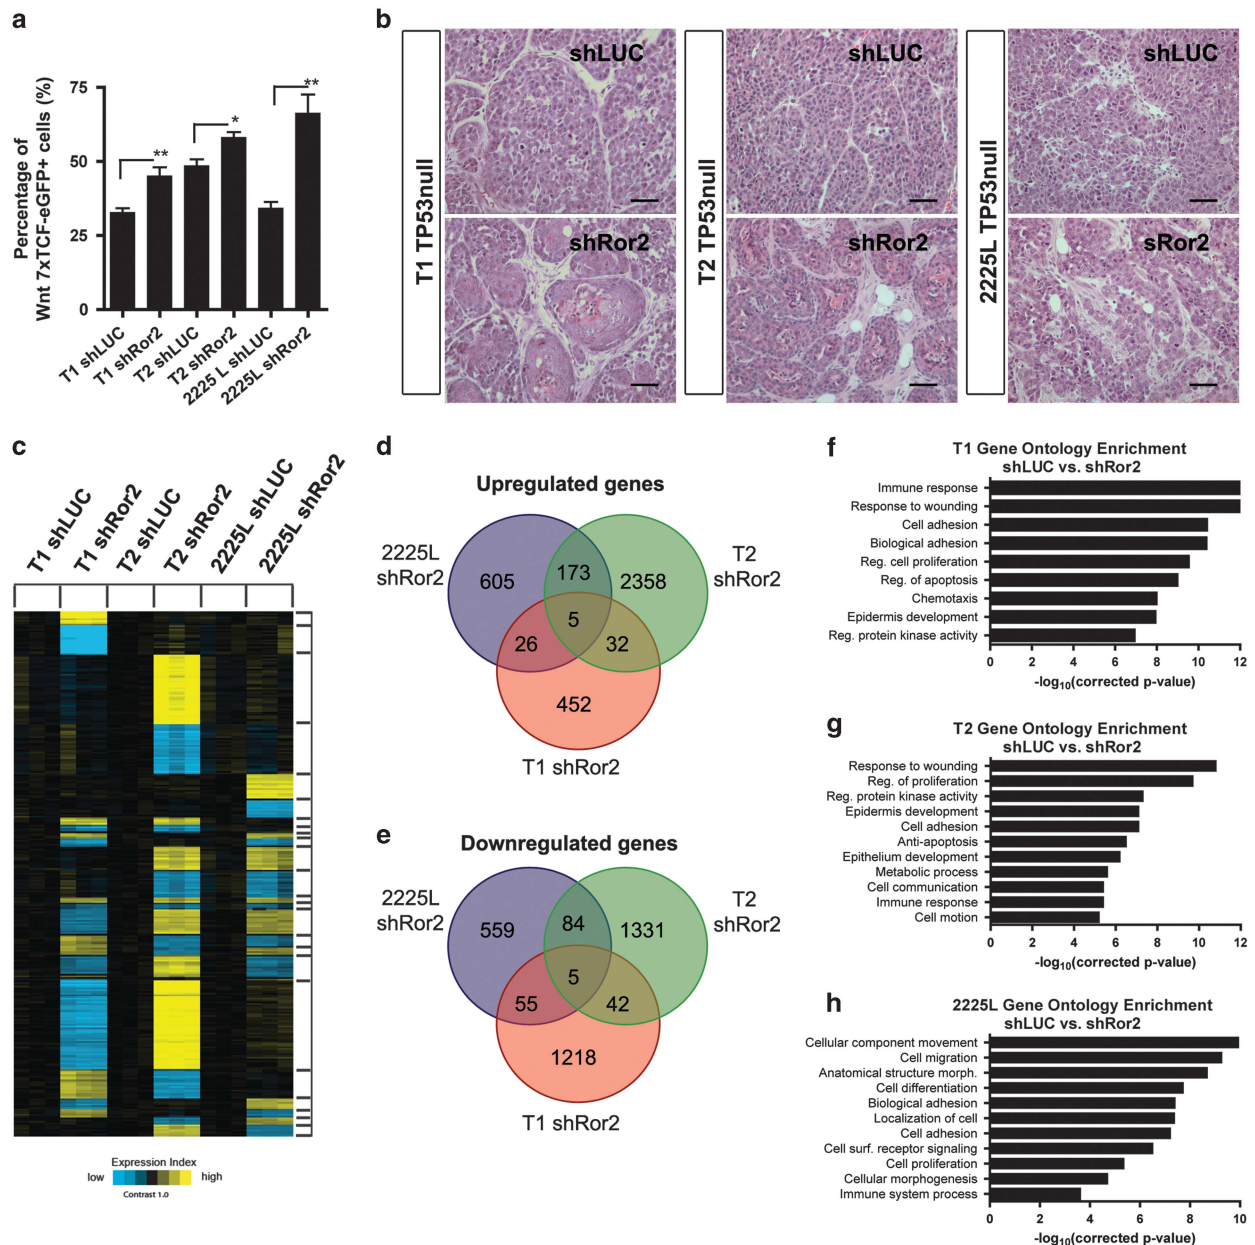 a
Percentage of
Wnt 7xTCF-eGFP+ cells (%)
75
50
25
0
**
*
**
T1 shLUC
T1 shRor2
T2 shLUC
T2 shRor2
2225 L shLUC
2225L shRor2
b
T1 TP53null
shLUC
shRor2
T2 TP53null
shLUC
shRor2
2225L TP53null
shLUC
sRor2
c
T1 shLUC
T1 shRor2
T2 shLUC
T2 shRor2
2225L shLUC
2225L shRor2
Expression Index
low
high
Contrast 1.0
d
Upregulated genes
2225L
shRor2
T2
shRor2
605
173
2358
5
26
32
452
T1 shRor2
e
Downregulated genes
2225L
shRor2
T2
shRor2
559
84
1331
5
55
42
1218
T1 shRor2
f
T1 Gene Ontology Enrichment
shLUC vs. shRor2
Immune response
Response to wounding
Cell adhesion
Biological adhesion
Reg. cell proliferation
Reg. of apoptosis
Chemotaxis
Epidermis development
Reg. protein kinase activity
0 2 4 6 8 10 12
-log10(corrected p-value)
g
T2 Gene Ontology Enrichment
shLUC vs. shRor2
Response to wounding
Reg. of proliferation
Reg. protein kinase activity
Epidermis development
Cell adhesion
Anti-apoptosis
Epithelium development
Metabolic process
Cell communication
Immune response
Cell motion
0 2 4 6 8 10 12
-log10(corrected p-value)
h
2225L Gene Ontology Enrichment
shLUC vs. shRor2
Cellular component movement
Cell migration
Anatomical structure morph.
Cell differentiation
Biological adhesion
Localization of cell
Cell adhesion
Cell surf. receptor signaling
Cell proliferation
Cellular morphogenesis
Immune system process
0 2 4 6 8 10
-log10(corrected p-value)